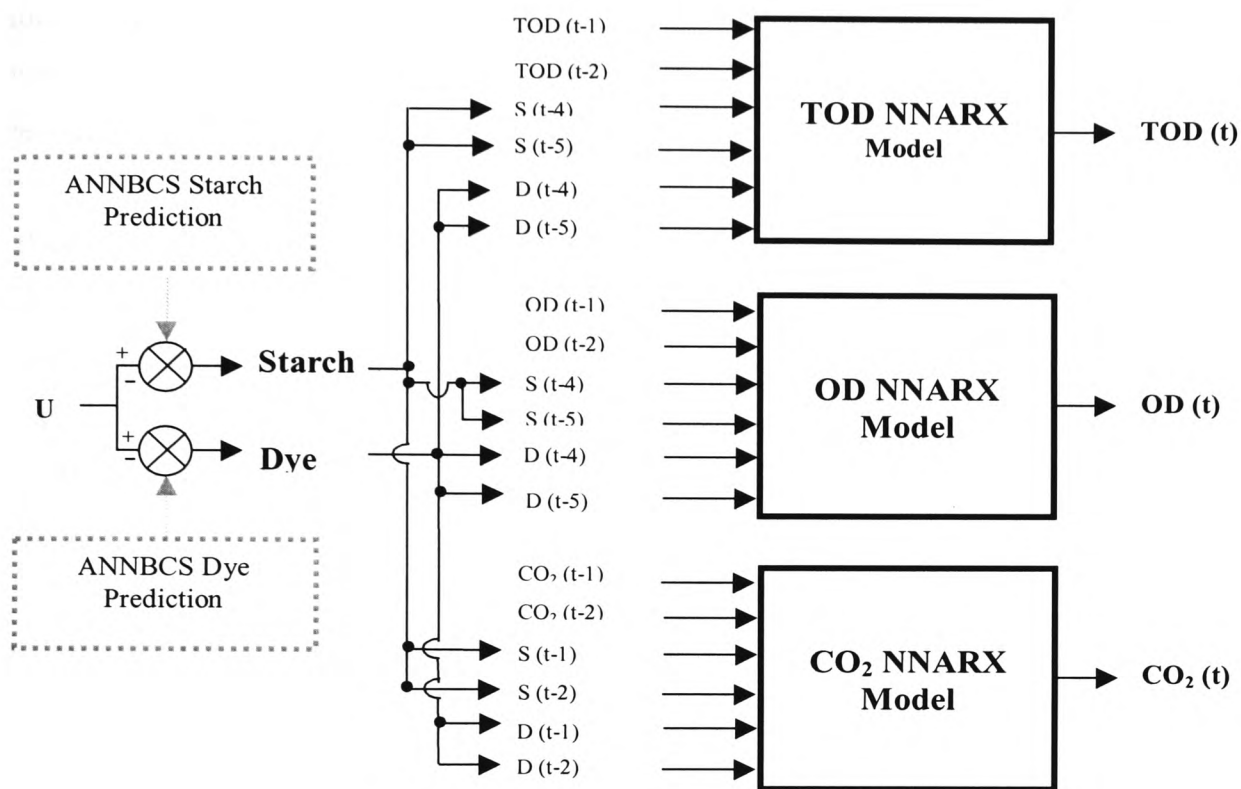 ANNBCS Starch
Prediction
+
−
U
+
−
Starch
Dye
ANNBCS Dye
Prediction
TOD (t-1)
TOD (t-2)
S (t-4)
S (t-5)
D (t-4)
D (t-5)
TOD NNARX
Model
TOD (t)
OD (t-1)
OD (t-2)
S (t-4)
S (t-5)
D (t-4)
D (t-5)
OD NNARX
Model
OD (t)
CO₂ (t-1)
CO₂ (t-2)
S (t-1)
S (t-2)
D (t-1)
D (t-2)
CO₂ NNARX
Model
CO₂ (t)